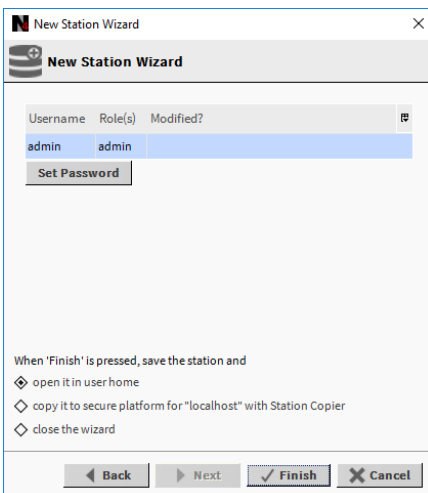 New Station Wizard
New Station Wizard
Username Role(s) Modified?
admin admin
Set Password
When 'Finish' is pressed, save the station and
open it in user home
copy it to secure platform for "localhost" with Station Copier
close the wizard
Back Next Finish Cancel